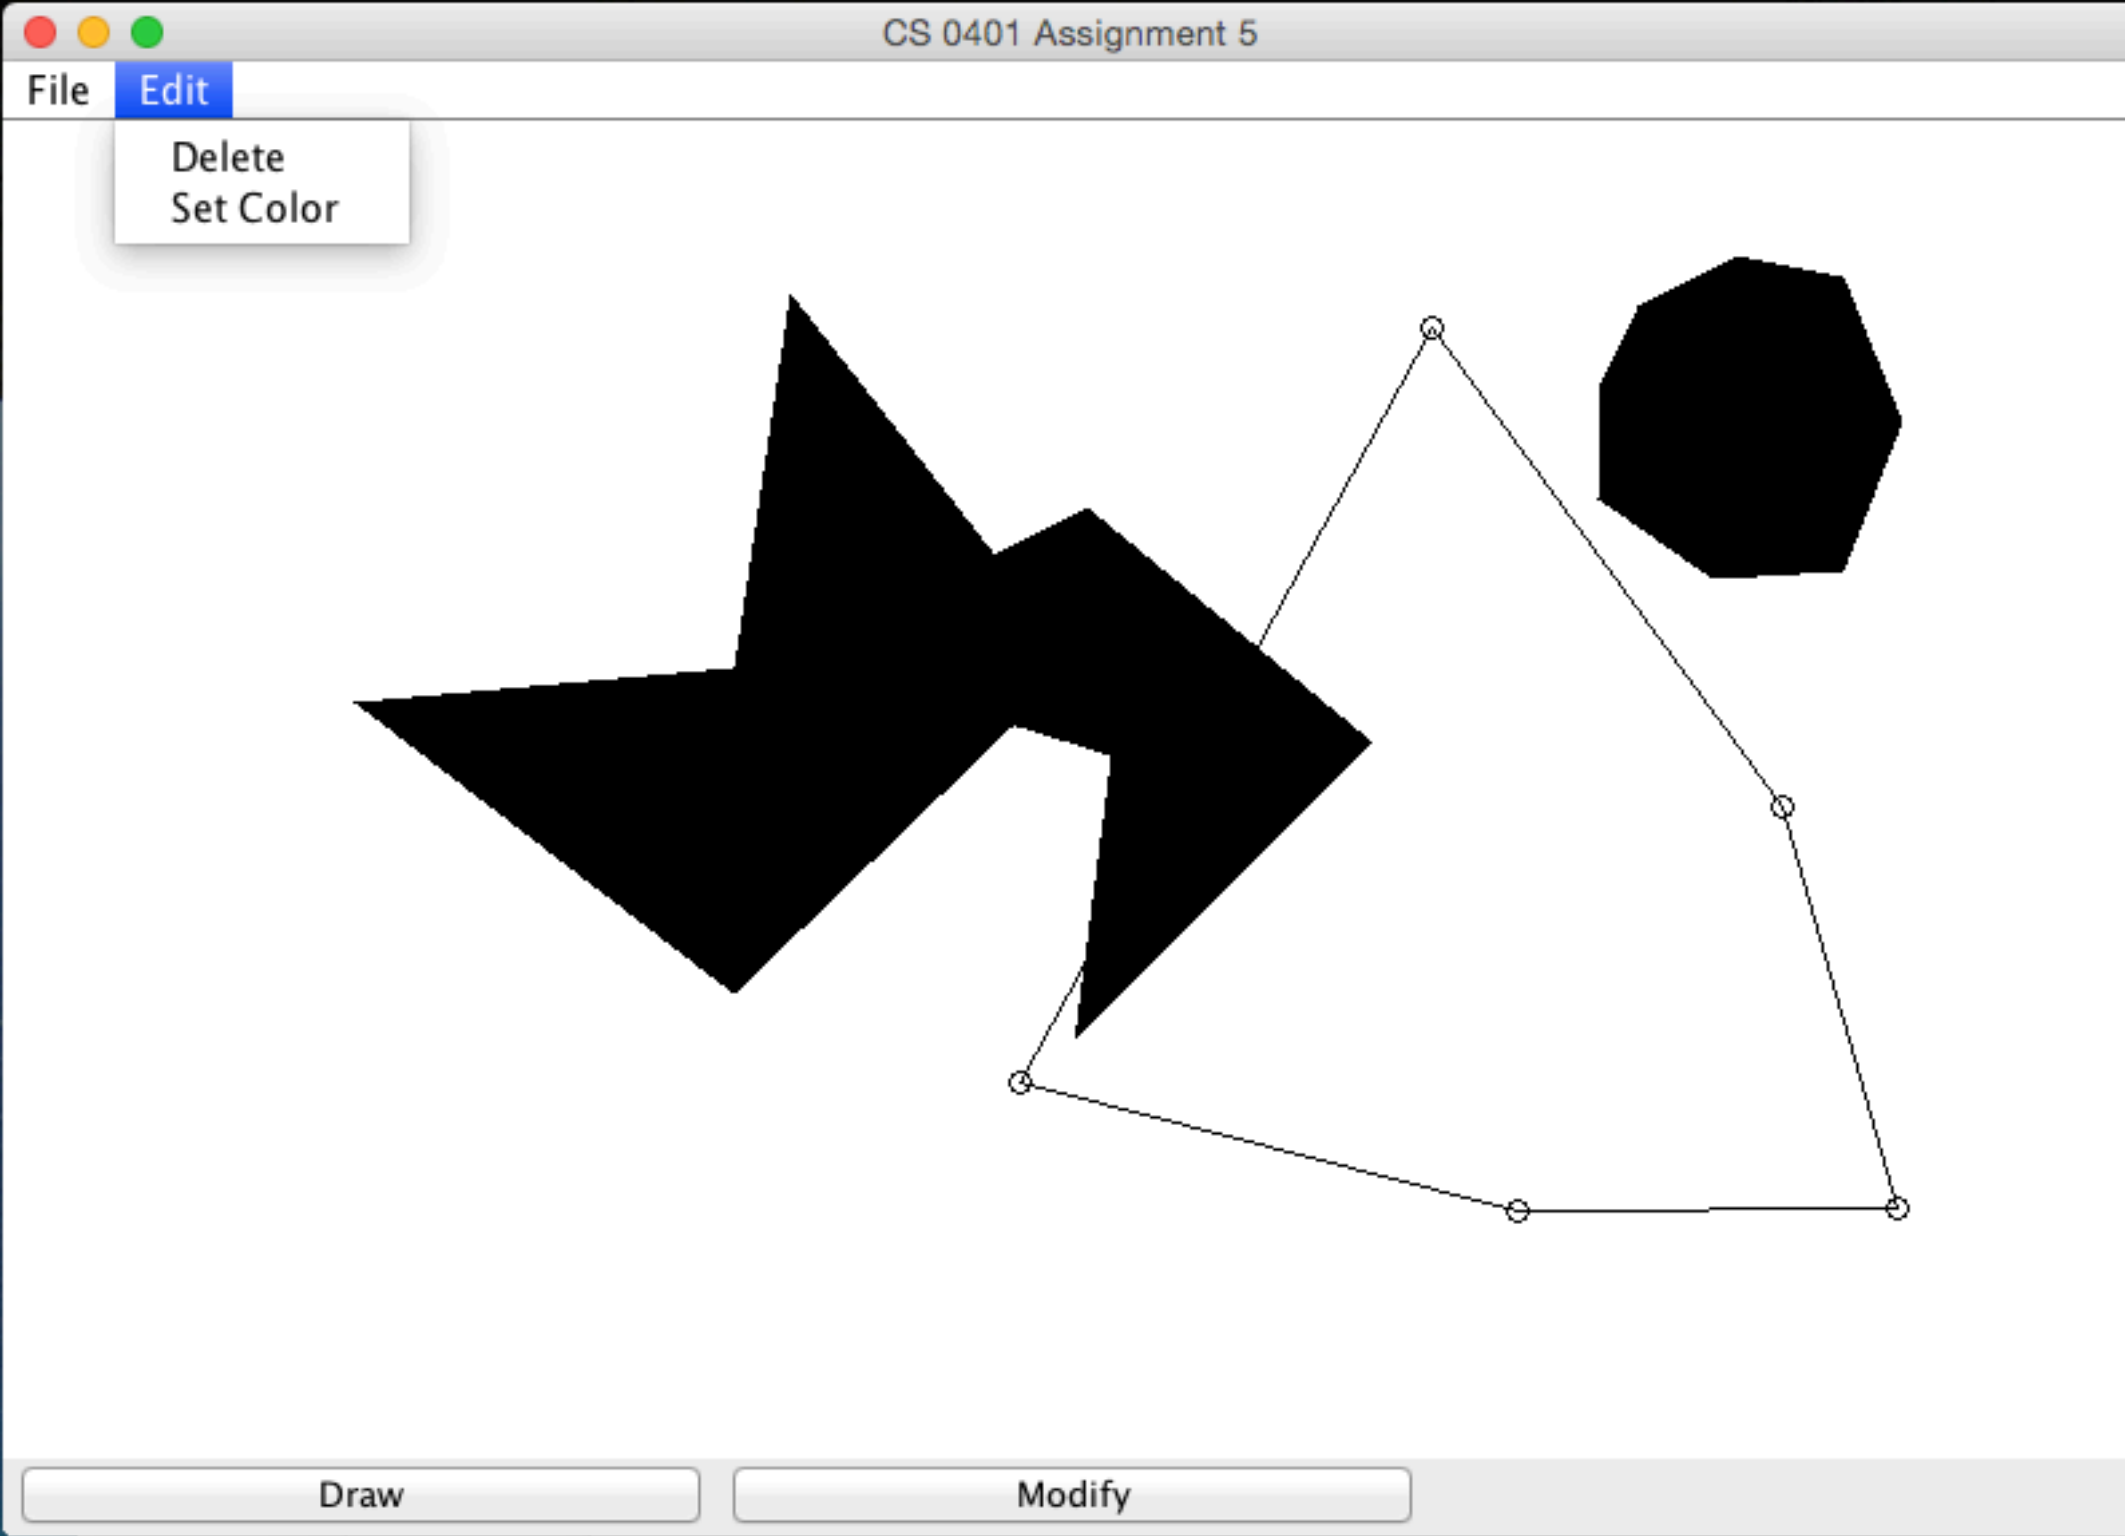 CS 0401 Assignment 5
File Edit
Delete
Set Color
Draw Modify